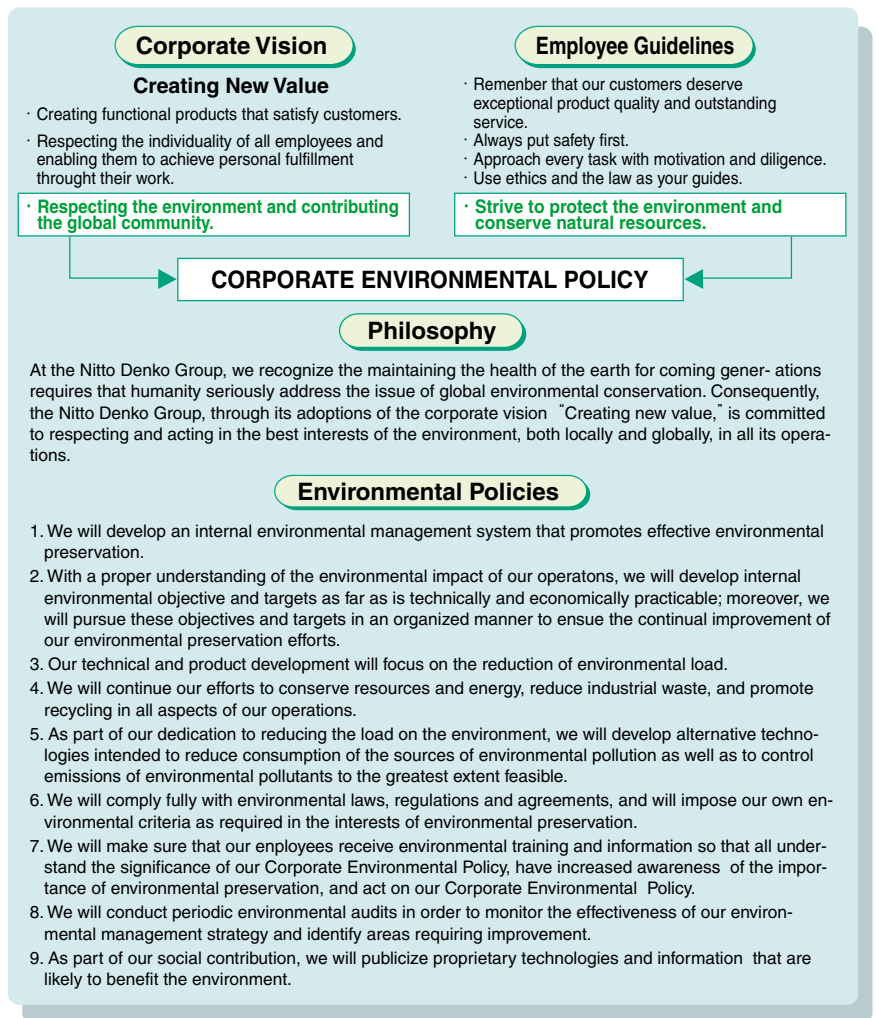 Corporate Vision
Creating New Value
· Creating functional products that satisfy customers.
· Respecting the individuality of all employees and
enabling them to achieve personal fulfillment
throught their work.
· Respecting the environment and contributing
the global community.
Employee Guidelines
· Remenber that our customers deserve
exceptional product quality and outstanding
service.
· Always put safety first.
· Approach every task with motivation and diligence.
· Use ethics and the law as your guides.
· Strive to protect the environment and
conserve natural resources.
CORPORATE ENVIRONMENTAL POLICY
Philosophy
At the Nitto Denko Group, we recognize the maintaining the health of the earth for coming gener- ations
requires that humanity seriously address the issue of global environmental conservation. Consequently,
the Nitto Denko Group, through its adoptions of the corporate vision "Creating new value," is committed
to respecting and acting in the best interests of the environment, both locally and globally, in all its opera-
tions.
Environmental Policies
1. We will develop an internal environmental management system that promotes effective environmental
preservation.
2. With a proper understanding of the environmental impact of our operatons, we will develop internal
environmental objective and targets as far as is technically and economically practicable; moreover, we
will pursue these objectives and targets in an organized manner to ensue the continual improvement of
our environmental preservation efforts.
3. Our technical and product development will focus on the reduction of environmental load.
4. We will continue our efforts to conserve resources and energy, reduce industrial waste, and promote
recycling in all aspects of our operations.
5. As part of our dedication to reducing the load on the environment, we will develop alternative techno-
logies intended to reduce consumption of the sources of environmental pollution as well as to control
emissions of environmental pollutants to the greatest extent feasible.
6. We will comply fully with environmental laws, regulations and agreements, and will impose our own en-
vironmental criteria as required in the interests of environmental preservation.
7. We will make sure that our enployees receive environmental training and information so that all under-
stand the significance of our Corporate Environmental Policy, have increased awareness of the impor-
tance of environmental preservation, and act on our Corporate Environmental Policy.
8. We will conduct periodic environmental audits in order to monitor the effectiveness of our environ-
mental management strategy and identify areas requiring improvement.
9. As part of our social contribution, we will publicize proprietary technologies and information that are
likely to benefit the environment.